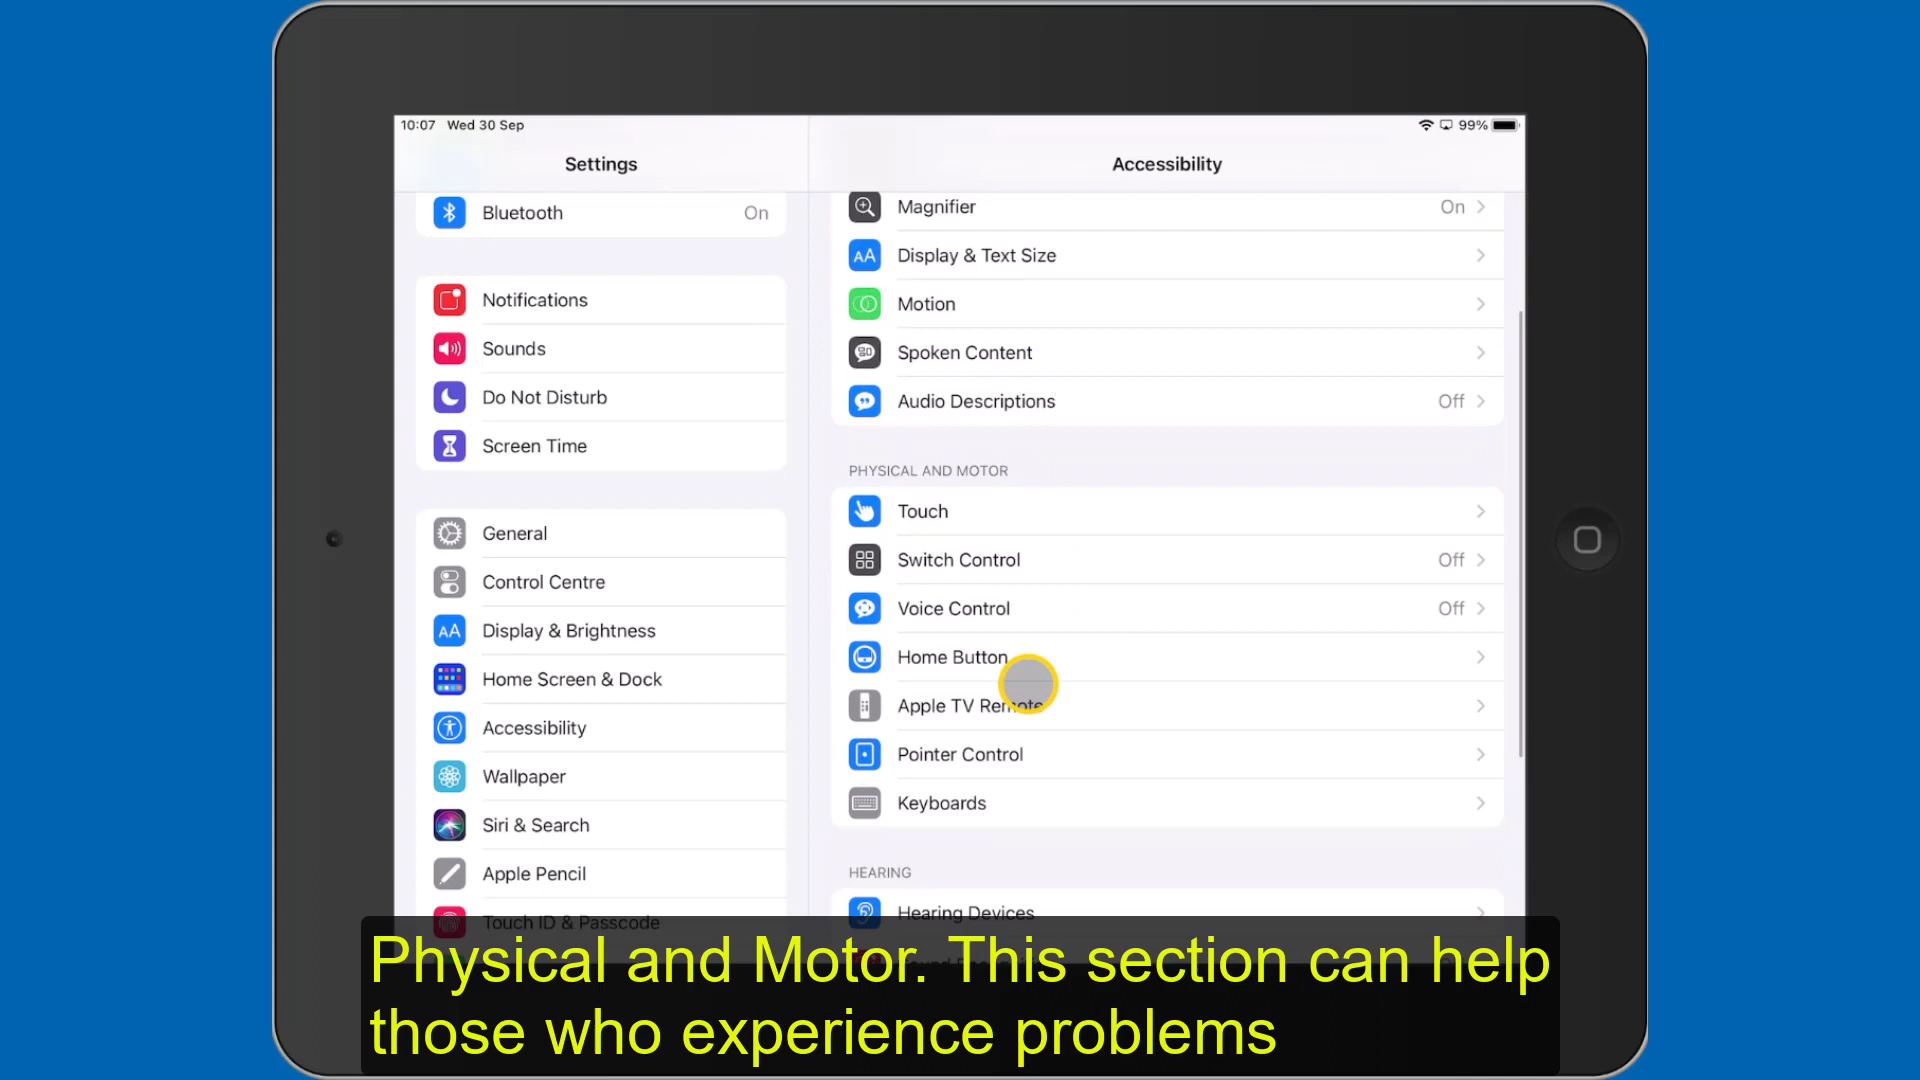 10:07 Wed 30 Sep
99%
Settings
Accessibility
Bluetooth On
Notifications
Sounds
Do Not Disturb
Screen Time
General
Control Centre
Display & Brightness
Home Screen & Dock
Accessibility
Wallpaper
Siri & Search
Apple Pencil
Touch ID & Passcode
Magnifier On
Display & Text Size
Motion
Spoken Content
Audio Descriptions Off
PHYSICAL AND MOTOR
Touch
Switch Control Off
Voice Control Off
Home Button
Apple TV Remote
Pointer Control
Keyboards
HEARING
Hearing Devices
Physical and Motor. This section can help
those who experience problems